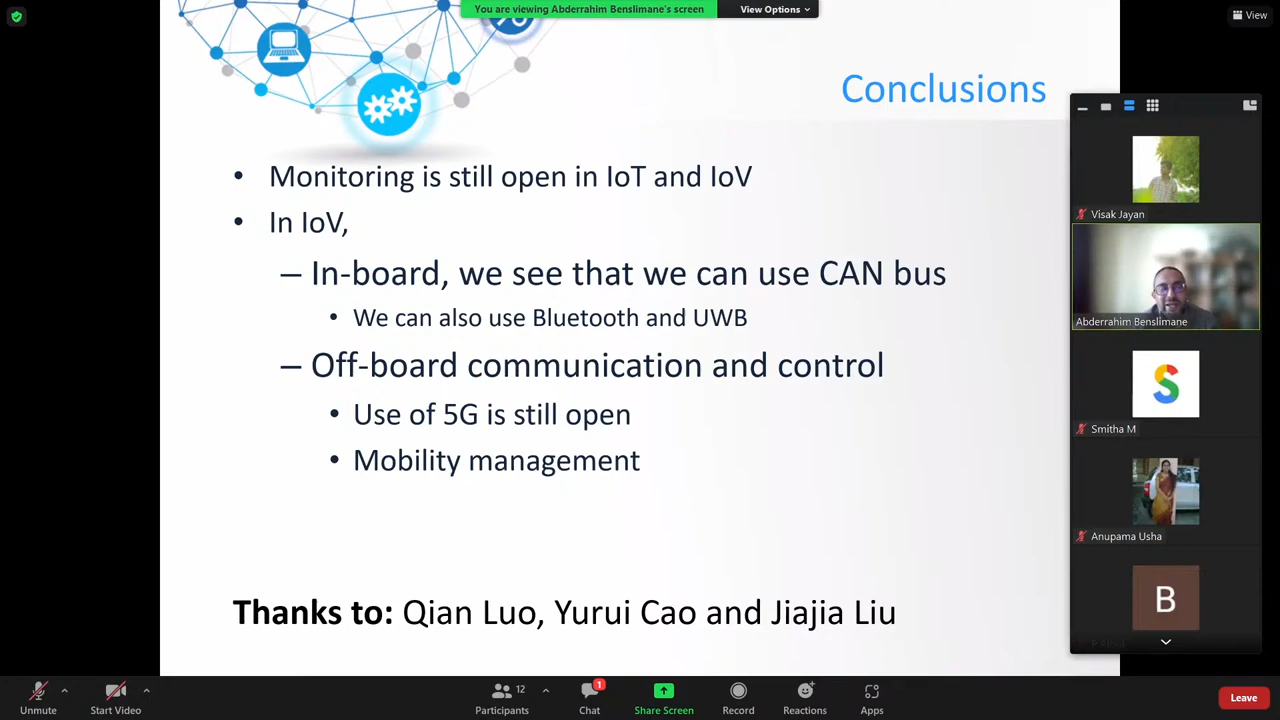 You are viewing Abderrahim Benslimane's screen
View Options
View
Conclusions
• Monitoring is still open in IoT and IoV
• In IoV,
– In-board, we see that we can use CAN bus
• We can also use Bluetooth and UWB
– Off-board communication and control
• Use of 5G is still open
• Mobility management
Thanks to: Qian Luo, Yurui Cao and Jiajia Liu
Visak Jayan
Abderrahim Benslimane
S
Smitha M
Anupama Usha
B
Unmute
Start Video
12
Participants
1
Chat
Share Screen
Record
Reactions
Apps
Leave